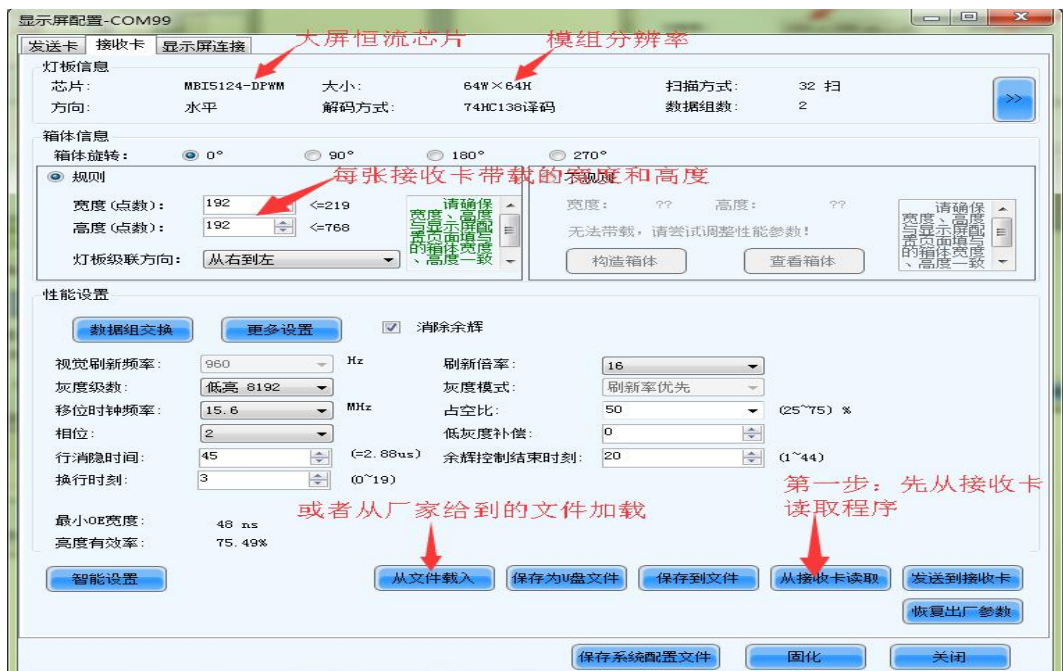 显示屏配置-COM99
发送卡 接收卡 显示屏连接 大屏恒流芯片 模组分辨率
灯板信息
芯片: MBI5124-DPWM 大小: 64W×64H 扫描方式: 32 扫
方向: 水平 解码方式: 74HC138译码 数据组数: 2
>>
箱体信息
箱体旋转: 0° 90° 180° 270°
规则 每张接收卡带载的宽度和高度
宽度(点数): 192 <=219
高度(点数): 192 <=768
灯板级联方向: 从右到左
请确保
宽度、高度
与显示屏配
置页面填写
的箱体宽度
、高度一致
宽度: ?? 高度: ??
无法带载,请尝试调整性能参数!
构造箱体 查看箱体
请确保
宽度、高度
与显示屏配
置页面填写
的箱体宽度
、高度一致
性能设置
数据组交换 更多设置 消除余辉
视觉刷新频率: 960 Hz 刷新倍率: 16
灰度级数: 低亮 8192 灰度模式: 刷新率优先
移位时钟频率: 15.6 MHz 占空比: 50 (25~75) %
相位: 2 低灰度补偿: 0
行消隐时间: 45 (=2.88us) 余辉控制结束时刻: 20 (1~44)
换行时刻: 3 (0~19)
第一步:先从接收卡
读取程序
或者从厂家给到的文件加载
最小OE宽度: 48 ns
亮度有效率: 75.49%
智能设置 从文件载入 保存为U盘文件 保存到文件 从接收卡读取 发送到接收卡
恢复出厂参数
保存系统配置文件 固化 关闭